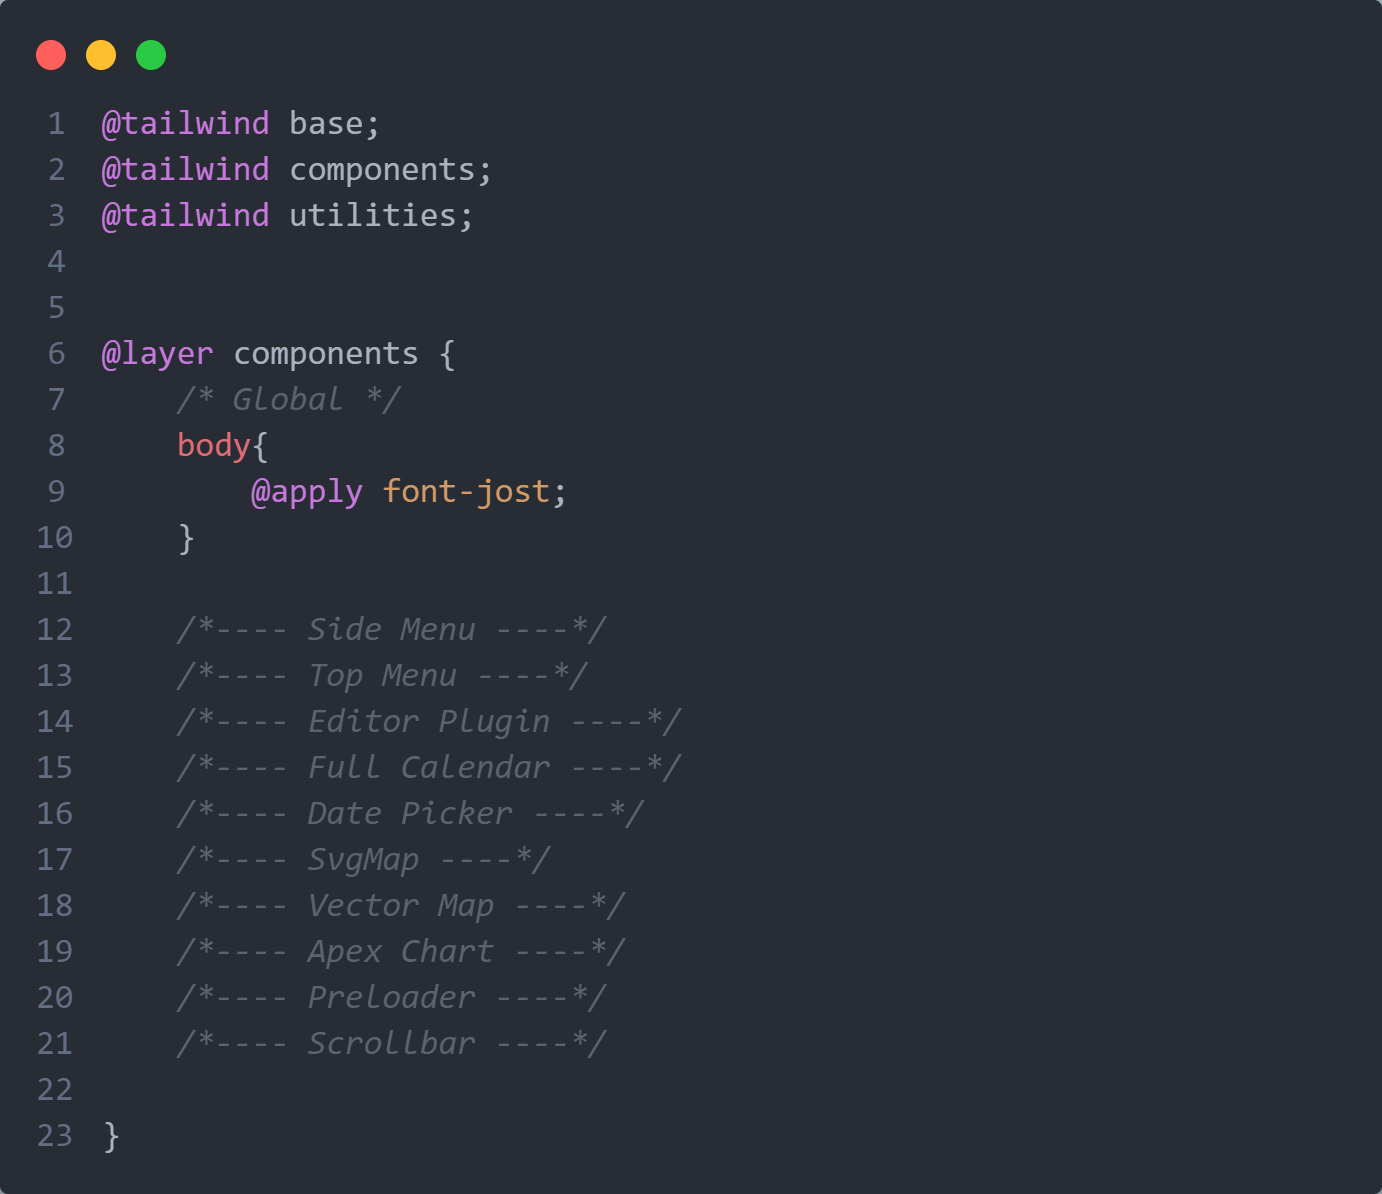 1 @tailwind base;
2 @tailwind components;
3 @tailwind utilities;
4
5
6 @layer components {
7     /* Global */
8     body{
9         @apply font-jost;
10     }
11
12     /*---- Side Menu ----*/
13     /*---- Top Menu ----*/
14     /*---- Editor Plugin ----*/
15     /*---- Full Calendar ----*/
16     /*---- Date Picker ----*/
17     /*---- SvgMap ----*/
18     /*---- Vector Map ----*/
19     /*---- Apex Chart ----*/
20     /*---- Preloader ----*/
21     /*---- Scrollbar ----*/
22
23 }